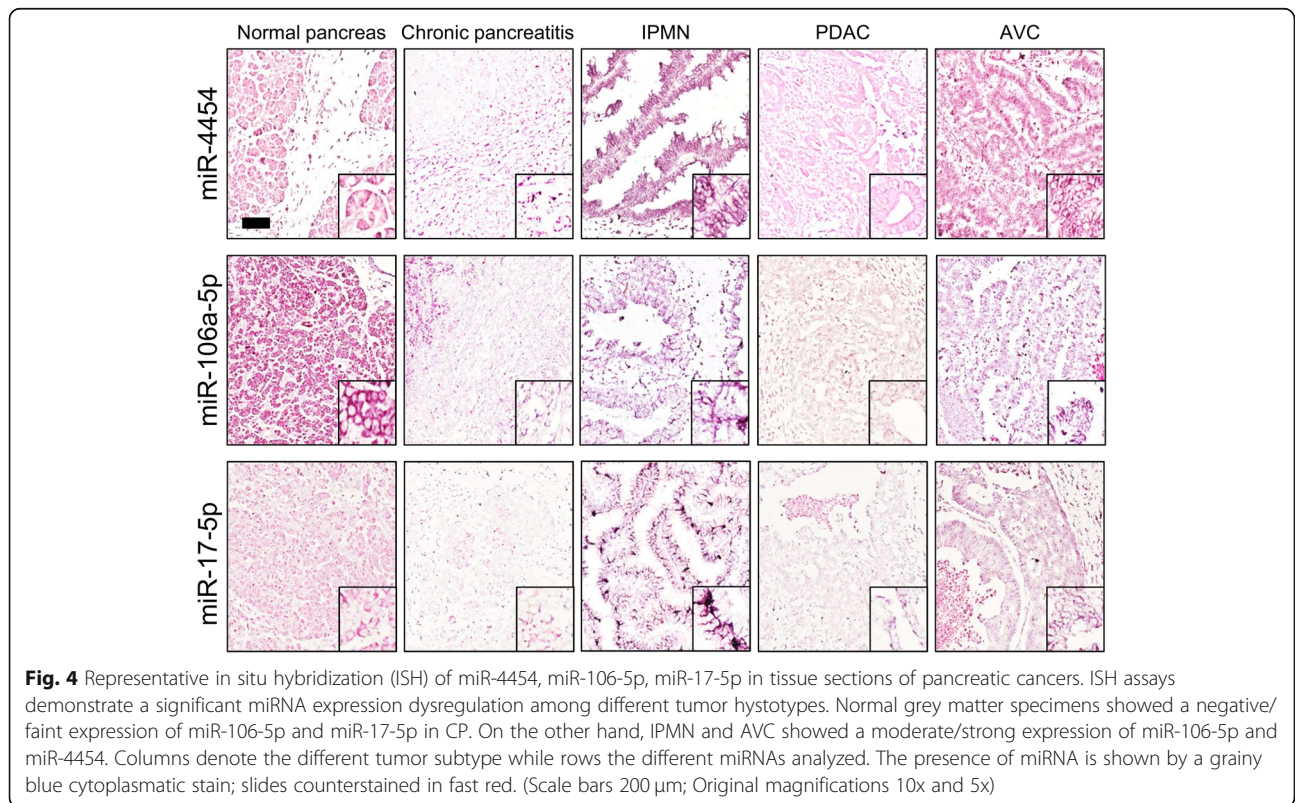 Normal pancreas Chronic pancreatitis IPMN PDAC AVC
miR-4454
miR-106a-5p
miR-17-5p
Fig. 4 Representative in situ hybridization (ISH) of miR-4454, miR-106-5p, miR-17-5p in tissue sections of pancreatic cancers. ISH assays
demonstrate a significant miRNA expression dysregulation among different tumor hystotypes. Normal grey matter specimens showed a negative/
faint expression of miR-106-5p and miR-17-5p in CP. On the other hand, IPMN and AVC showed a moderate/strong expression of miR-106-5p and
miR-4454. Columns denote the different tumor subtype while rows the different miRNAs analyzed. The presence of miRNA is shown by a grainy
blue cytoplasmatic stain; slides counterstained in fast red. (Scale bars 200 μm; Original magnifications 10x and 5x)